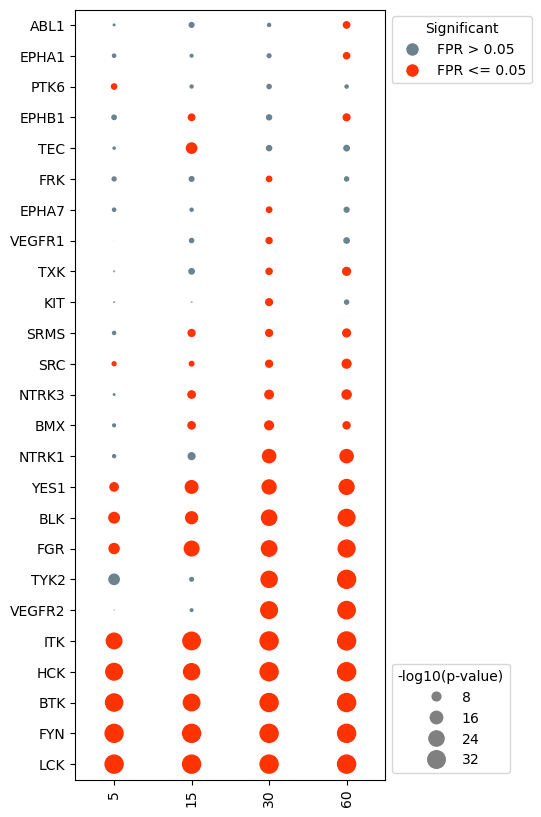 ABL1
EPHA1
PTK6
EPHB1
TEC
FRK
EPHA7
VEGFR1
TXK
KIT
SRMS
SRC
NTRK3
BMX
NTRK1
YES1
BLK
FGR
TYK2
VEGFR2
ITK
HCK
BTK
FYN
LCK
5
15
30
60
Significant
FPR > 0.05
FPR <= 0.05
-log10(p-value)
8
16
24
32